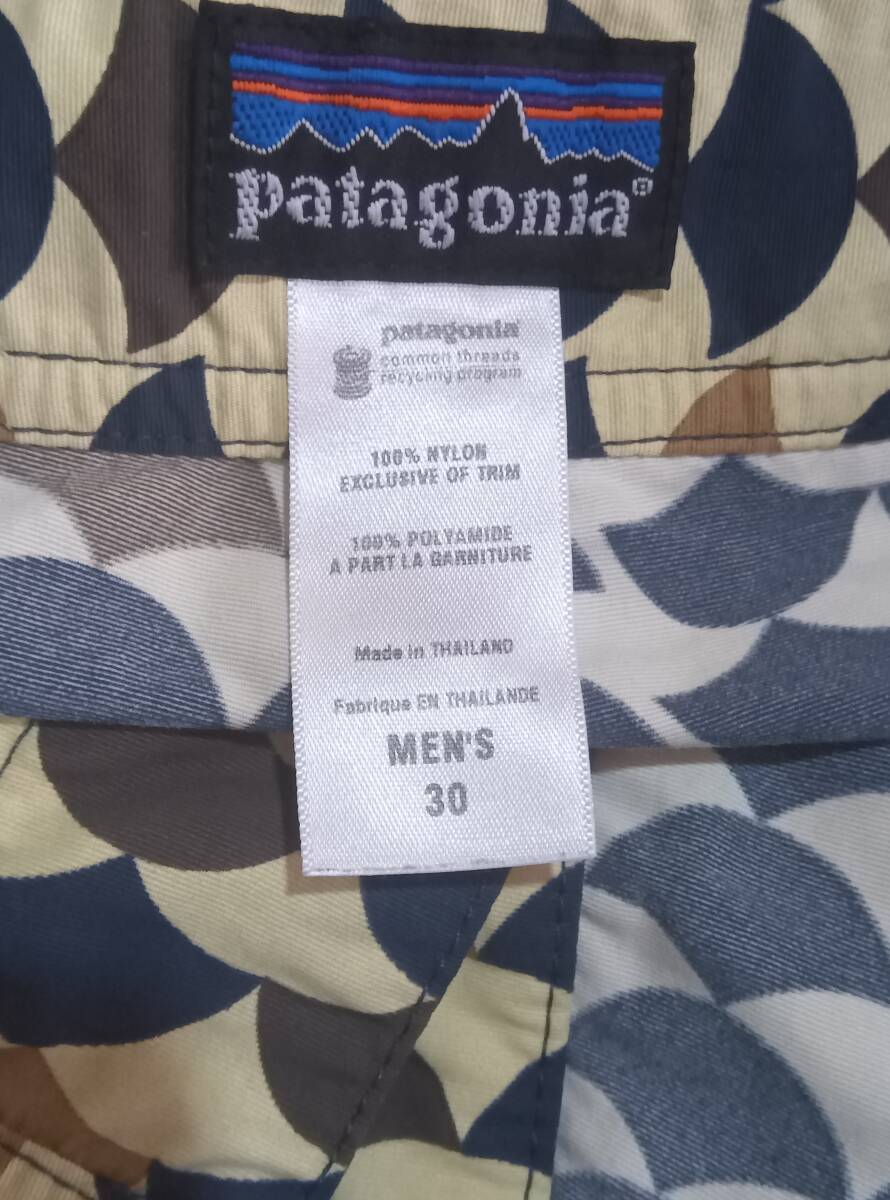 patagonia®
patagonia®
common threads
recycling program
100% NYLON
EXCLUSIVE OF TRIM
100% POLYAMIDE
A PART LA GARNITURE
Made in THAILAND
Fabrique EN THAILANDE
MEN'S
30